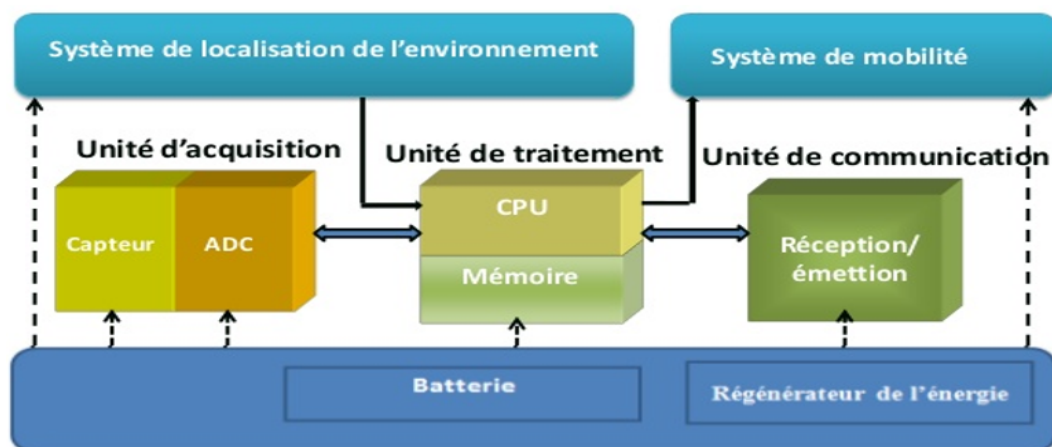 Système de localisation de l'environnement
Système de mobilité
Unité d'acquisition
Unité de traitement
Unité de communication
Capteur
ADC
CPU
Mémoire
Réception/
émettion
Batterie
Régénérateur de l'énergie